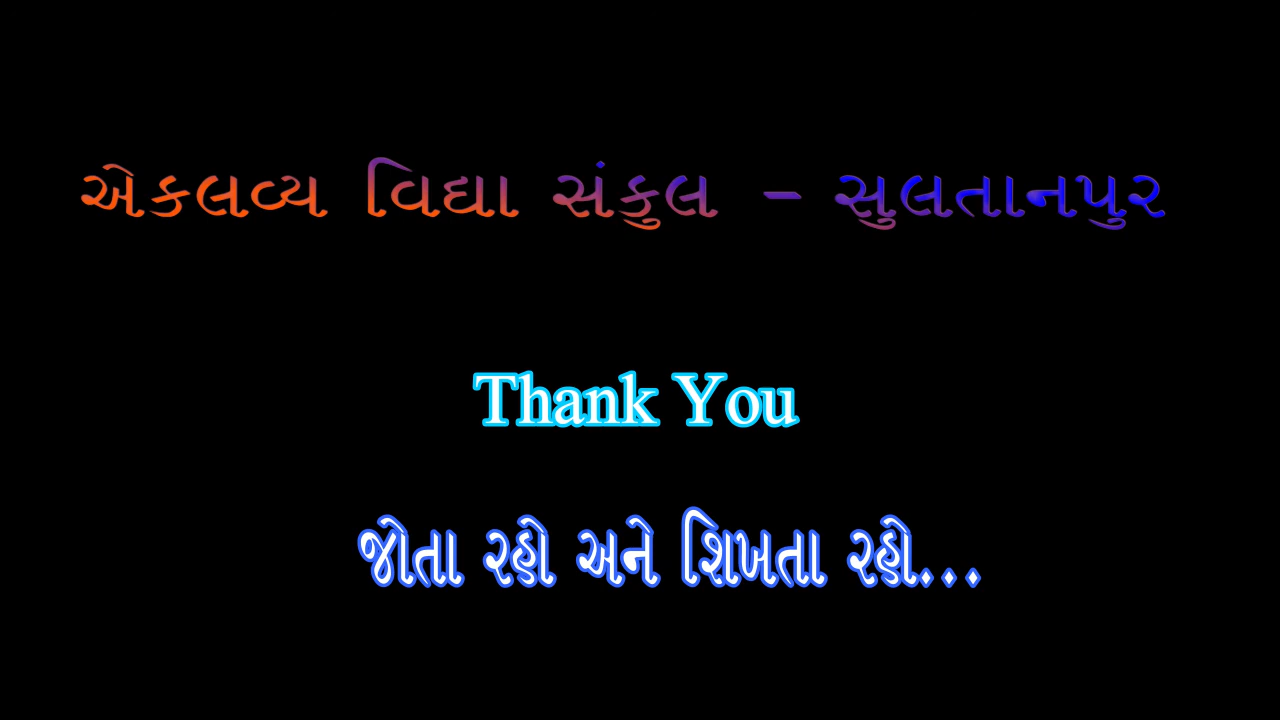 એકલવ્ય વિદ્યા સંકુલ - સુલતાનપુર
Thank You
જોતા રહો અને શિખતા રહો...